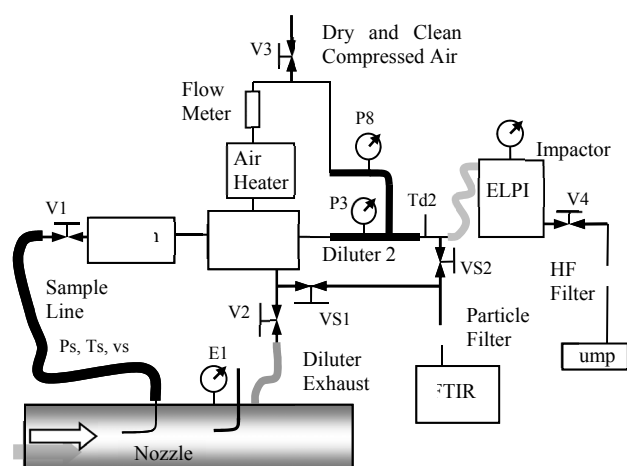 Dry and Clean
Compressed Air
V3
Flow
Meter
P8
Impactor
Air
Heater
ELPI
V1
P3
Td2
V4
Diluter 2
Sample
Line
VS2
HF
Filter
V2
VS1
Particle
Filter
Ps, Ts, vs
E1
Diluter
Exhaust
ump
FTIR
Nozzle